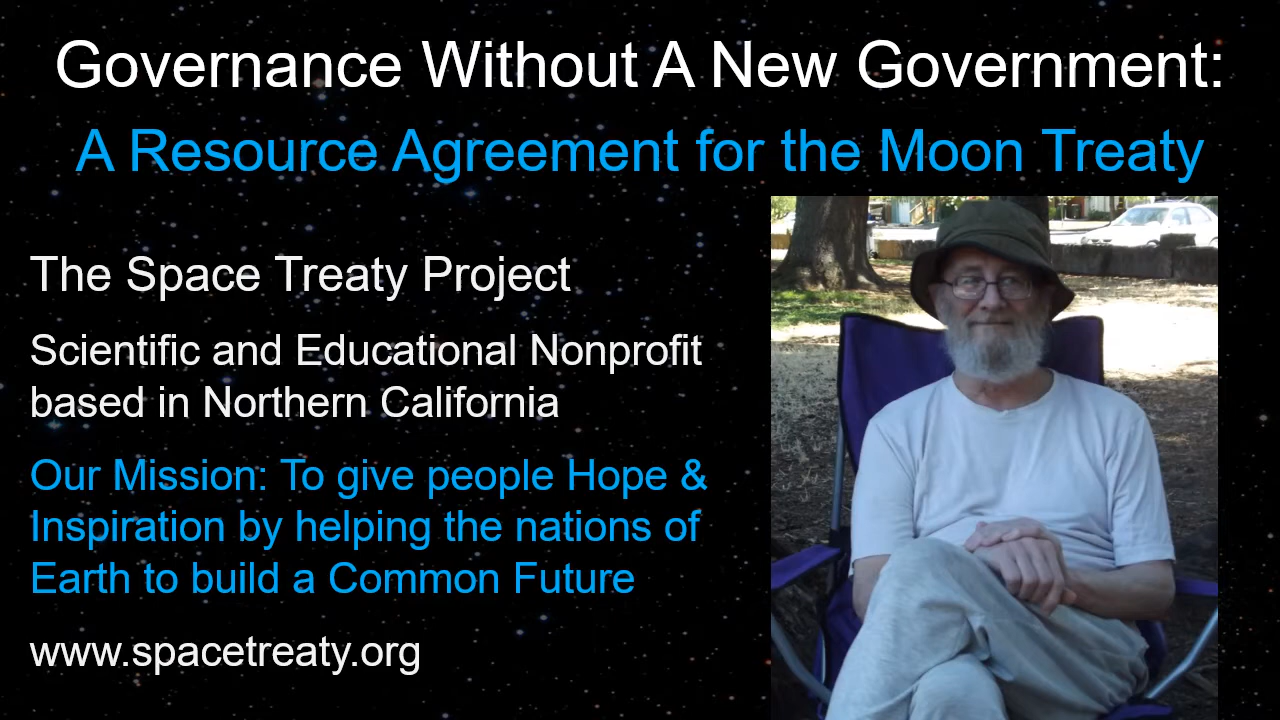 Governance Without A New Government:
A Resource Agreement for the Moon Treaty
The Space Treaty Project
Scientific and Educational Nonprofit
based in Northern California
Our Mission: To give people Hope &
Inspiration by helping the nations of
Earth to build a Common Future
www.spacetreaty.org